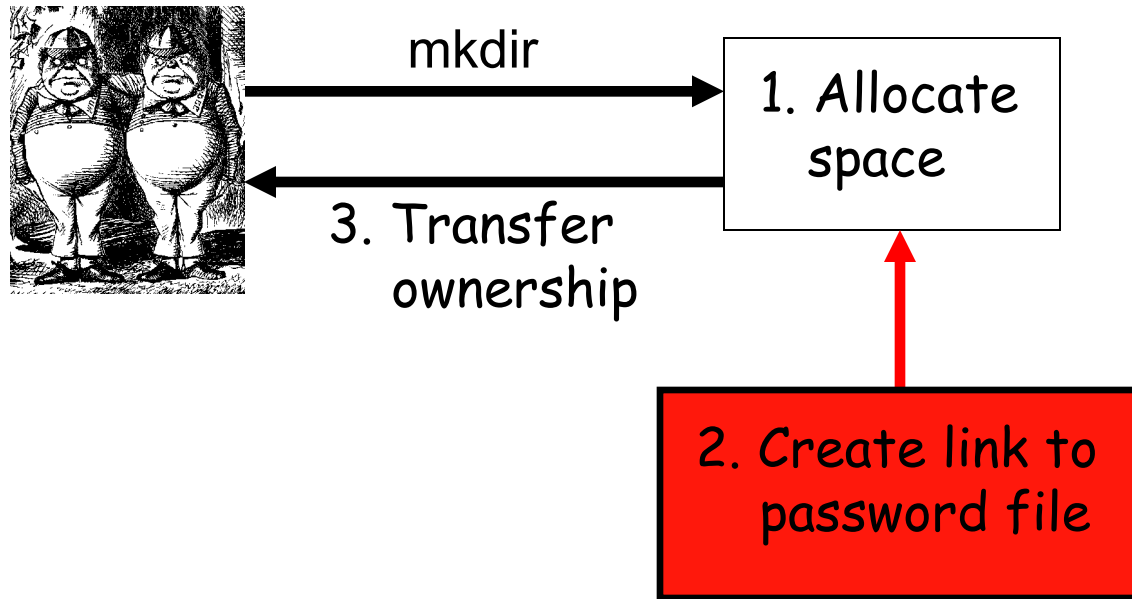 mkdir
1. Allocate
space
3. Transfer
ownership
2. Create link to
password file